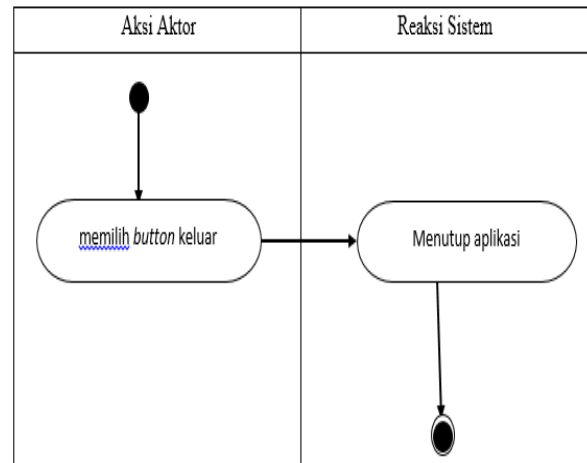 Aksi Aktor
Reaksi Sistem
memilih button keluar
Menutup aplikasi